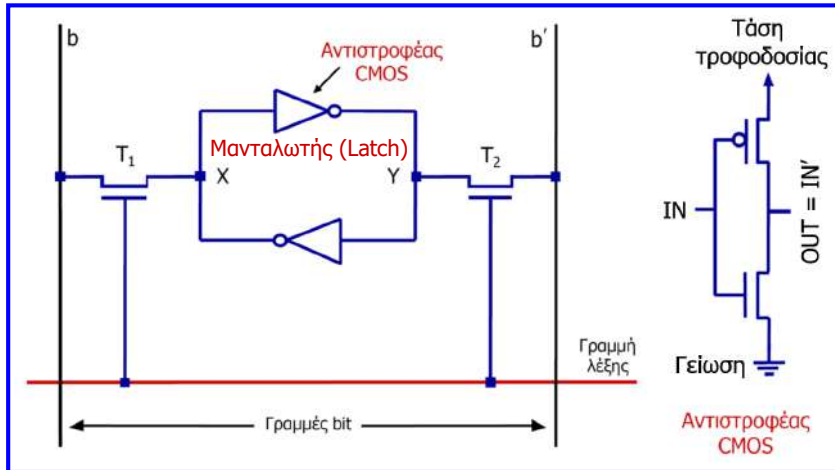 b
b′
Αντιστροφέας
CMOS
Μανταλωτής (Latch)
T1
X
Y
T2
Γραμμή
λέξης
Γραμμές bit
Τάση
τροφοδοσίας
IN
OUT = IN′
Γείωση
Αντιστροφέας
CMOS